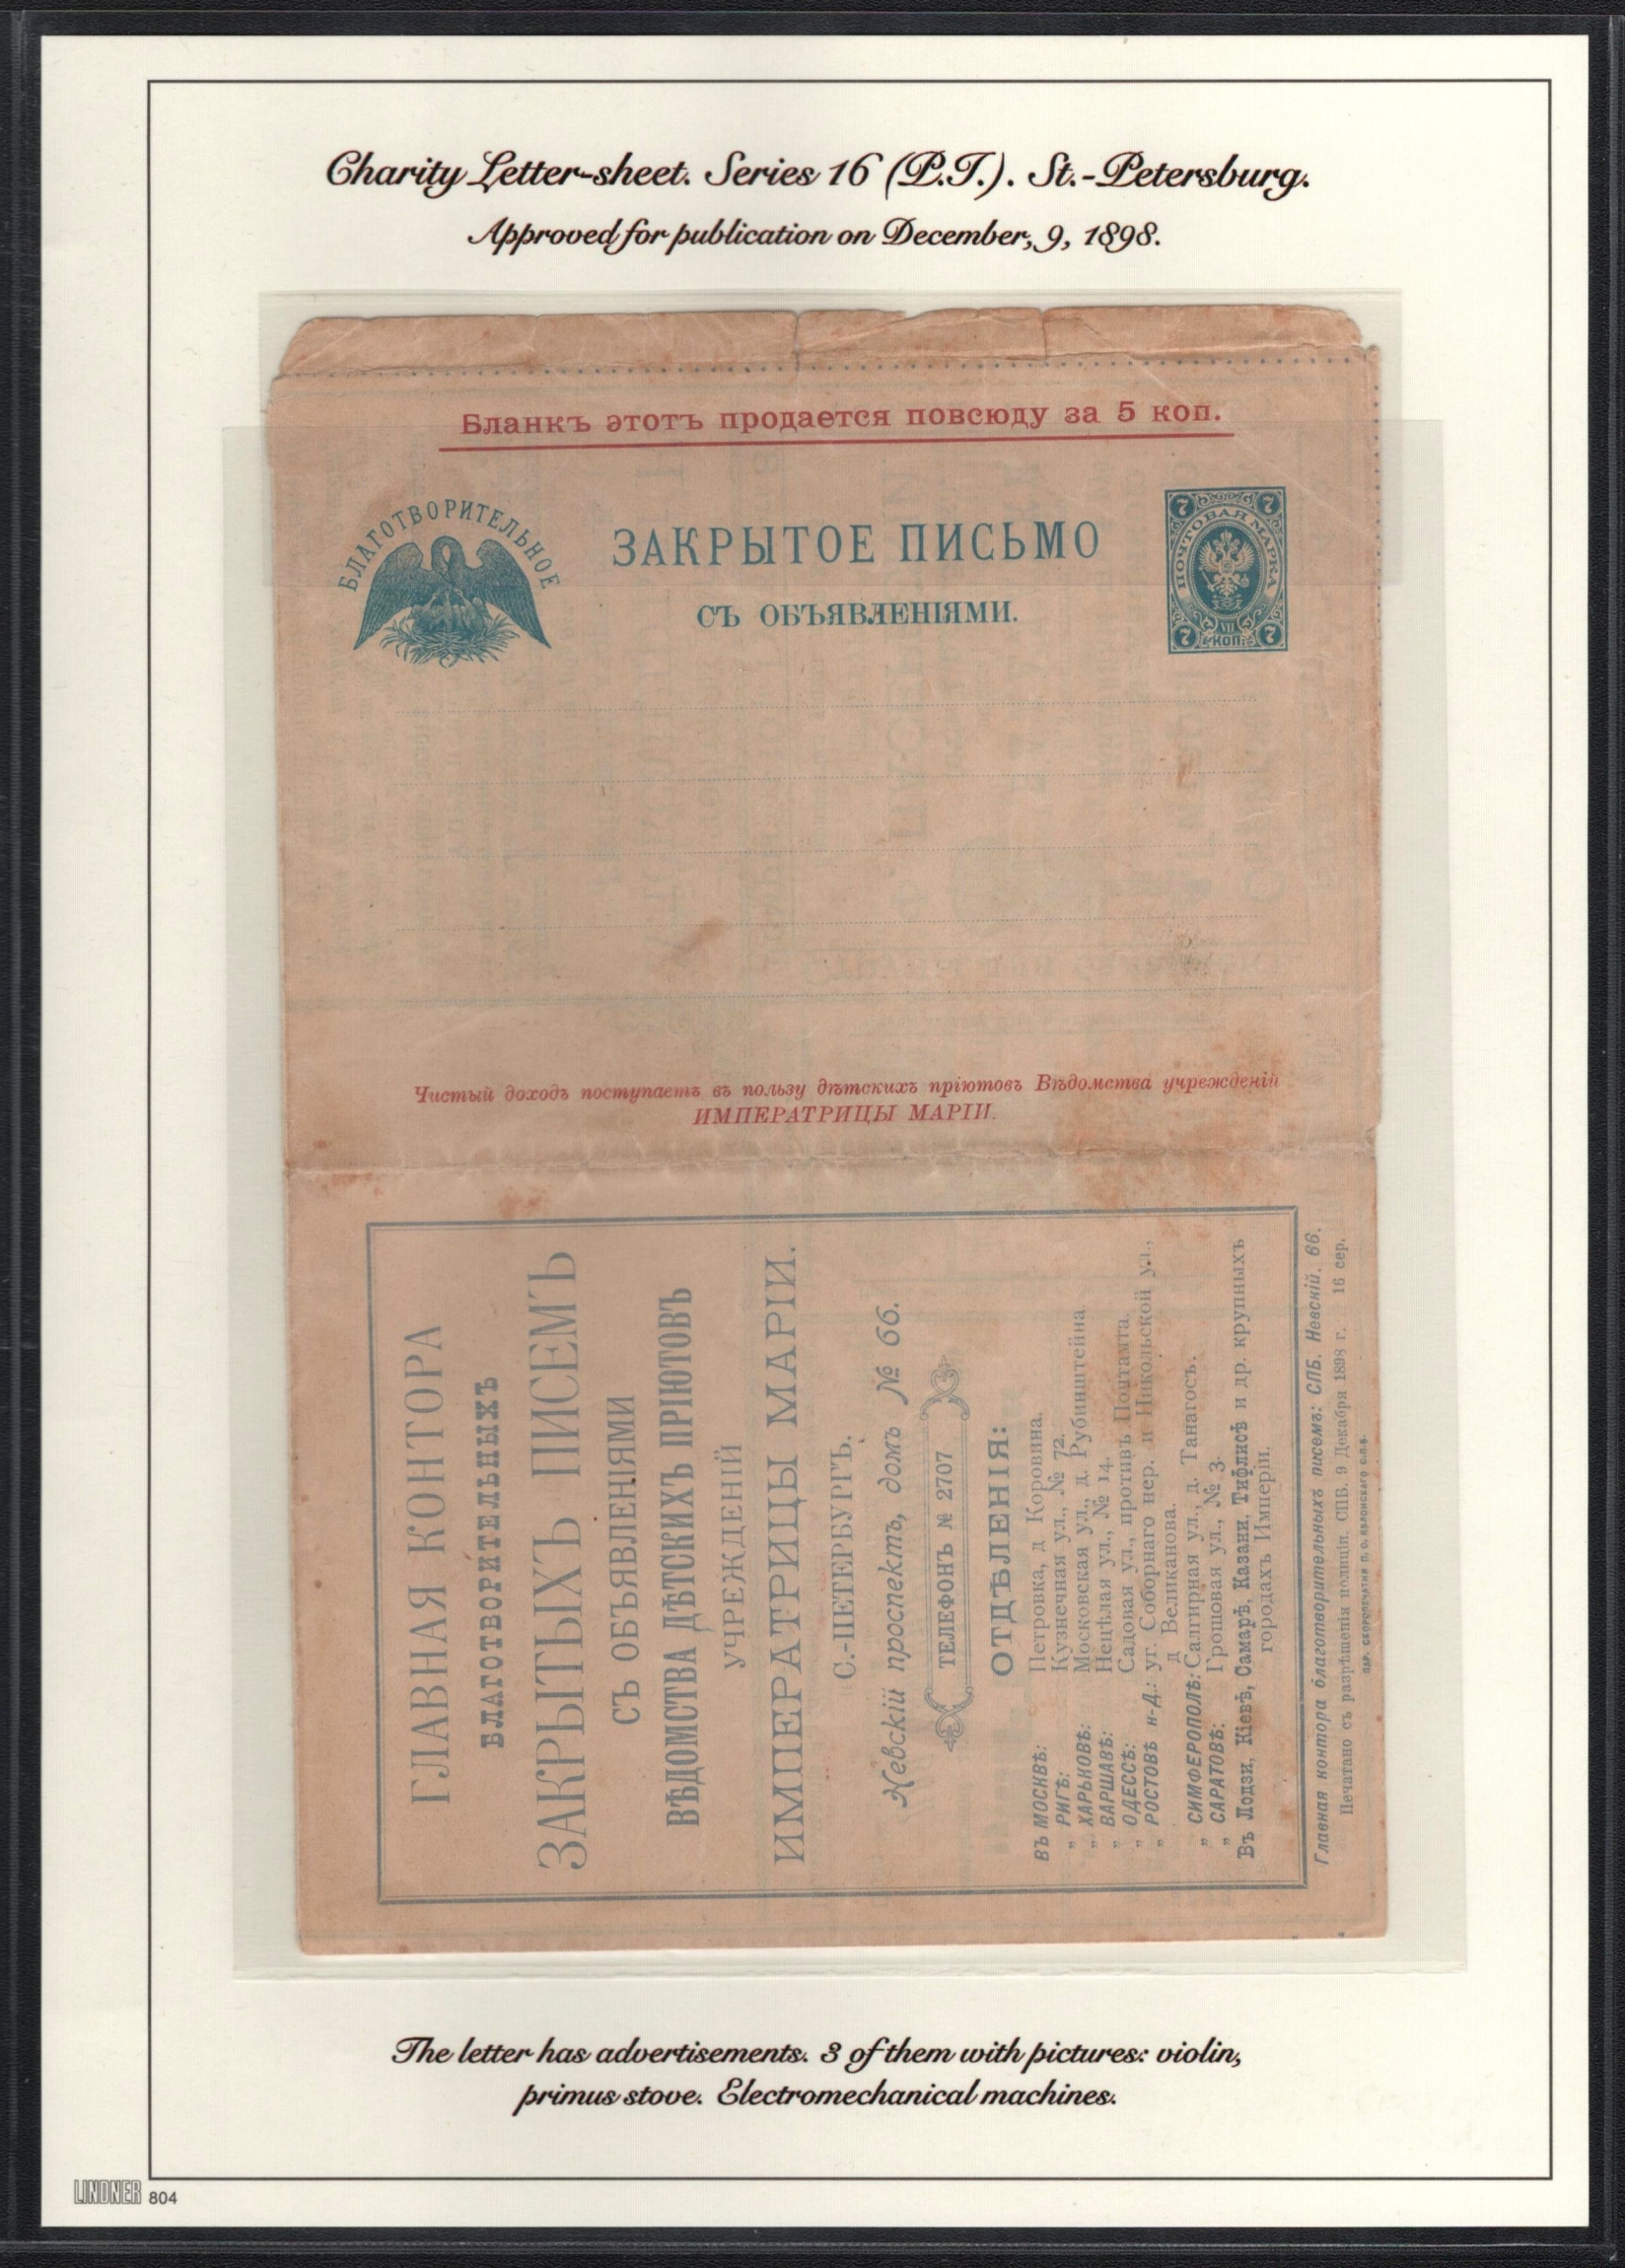 Charity Letter-sheet. Series 16 (P.T.). St.-Petersburg.
Approved for publication on December, 9, 1898.
Бланкъ этотъ продается повсюду за 5 коп.
БЛАГОТВОРИТЕЛЬНОЕ
ЗАКРЫТОЕ ПИСЬМО
СЪ ОБЪЯВЛЕНІЯМИ.
7 7
ПОЧТОВАЯ МАРКА
VII
7 КОП. 7
Чистый доходъ поступаетъ въ пользу дѣтскихъ пріютовъ Вѣдомства учрежденій
ИМПЕРАТРИЦЫ МАРІИ.
ГЛАВНАЯ КОНТОРА
БЛАГОТВОРИТЕЛЬНЫХЪ
ЗАКРЫТЫХЪ ПИСЕМЪ
СЪ ОБЪЯВЛЕНІЯМИ
ВѢДОМСТВА ДѢТСКИХЪ ПРІЮТОВЪ
УЧРЕЖДЕНІЙ
ИМПЕРАТРИЦЫ МАРІИ.
С.-ПЕТЕРБУРГЪ.
Невскій проспектъ, домъ № 66.
ТЕЛЕФОНЪ № 2707
ОТДѢЛЕНІЯ:
ВЪ МОСКВѢ: Петровка, д Коровина.
„ РИГѢ: Кузнечная ул., № 72.
„ ХАРЬКОВѢ: Московская ул., д. Рубинштейна
„ ВАРШАВѢ: Нецѣлая ул., № 14.
„ ОДЕССѢ: Садовая ул., противъ Почтамта.
„ РОСТОВѢ н-Д.: уг. Соборнаго пер. и Никольской ул.,
д Великанова.
„ СИМФЕРОПОЛѢ: Салгирная ул., д. Танагосъ.
„ САРАТОВѢ: Грошовая ул., № 3.
Въ Лодзи, Кіевѣ, Самарѣ, Казани, Тифлисѣ и др. крупныхъ
городахъ Имперіи.
Главная контора благотворительныхъ писемъ: СПБ. Невскій. 66.
Печатано съ разрѣшенія полиціи. СПБ. 9 Декабря 1898 г. 16 сер.
ПАР. СКОРОПЕЧАТНИ П. О. ЯБЛОНСКАГО С.П.Б.
The letter has advertisements. 3 of them with pictures: violin,
primus stove. Electromechanical machines.
LINDNER 804